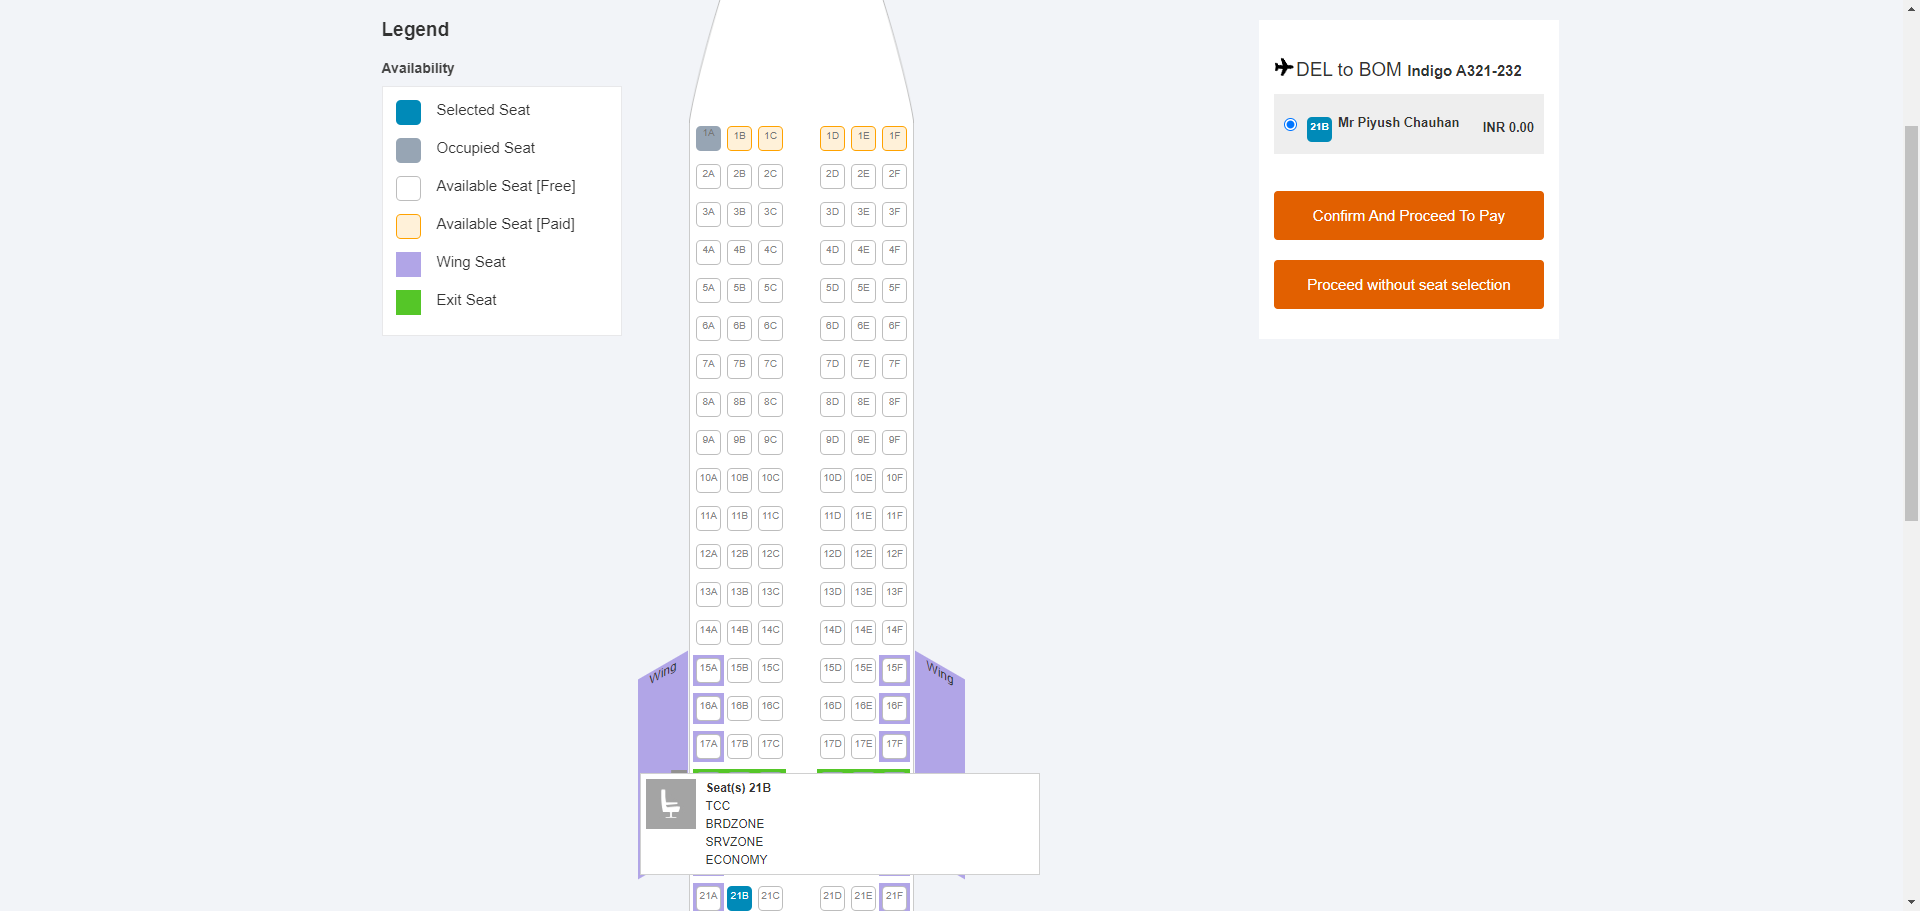 Legend
Availability
Selected Seat
Occupied Seat
Available Seat [Free]
Available Seat [Paid]
Wing Seat
Exit Seat
1A 1B 1C 1D 1E 1F
2A 2B 2C 2D 2E 2F
3A 3B 3C 3D 3E 3F
4A 4B 4C 4D 4E 4F
5A 5B 5C 5D 5E 5F
6A 6B 6C 6D 6E 6F
7A 7B 7C 7D 7E 7F
8A 8B 8C 8D 8E 8F
9A 9B 9C 9D 9E 9F
10A 10B 10C 10D 10E 10F
11A 11B 11C 11D 11E 11F
12A 12B 12C 12D 12E 12F
13A 13B 13C 13D 13E 13F
14A 14B 14C 14D 14E 14F
Wing 15A 15B 15C 15D 15E 15F Wing
16A 16B 16C 16D 16E 16F
17A 17B 17C 17D 17E 17F
Seat(s) 21B
TCC
BRDZONE
SRVZONE
ECONOMY
21A 21B 21C 21D 21E 21F
DEL to BOM Indigo A321-232
21B Mr Piyush Chauhan INR 0.00
Confirm And Proceed To Pay
Proceed without seat selection